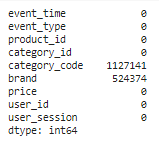 event_time 0
event_type 0
product_id 0
category_id 0
category_code 1127141
brand 524374
price 0
user_id 0
user_session 0
dtype: int64